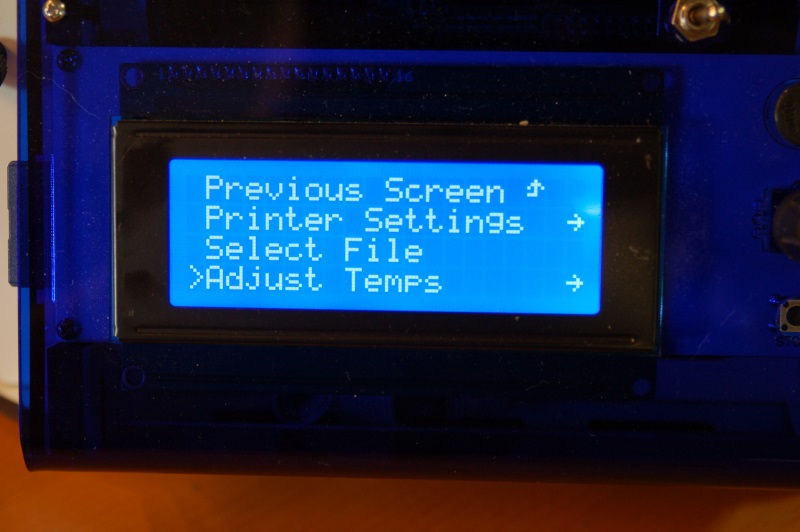 Previous Screen ↑
Printer Settings →
Select File
>Adjust Temps →